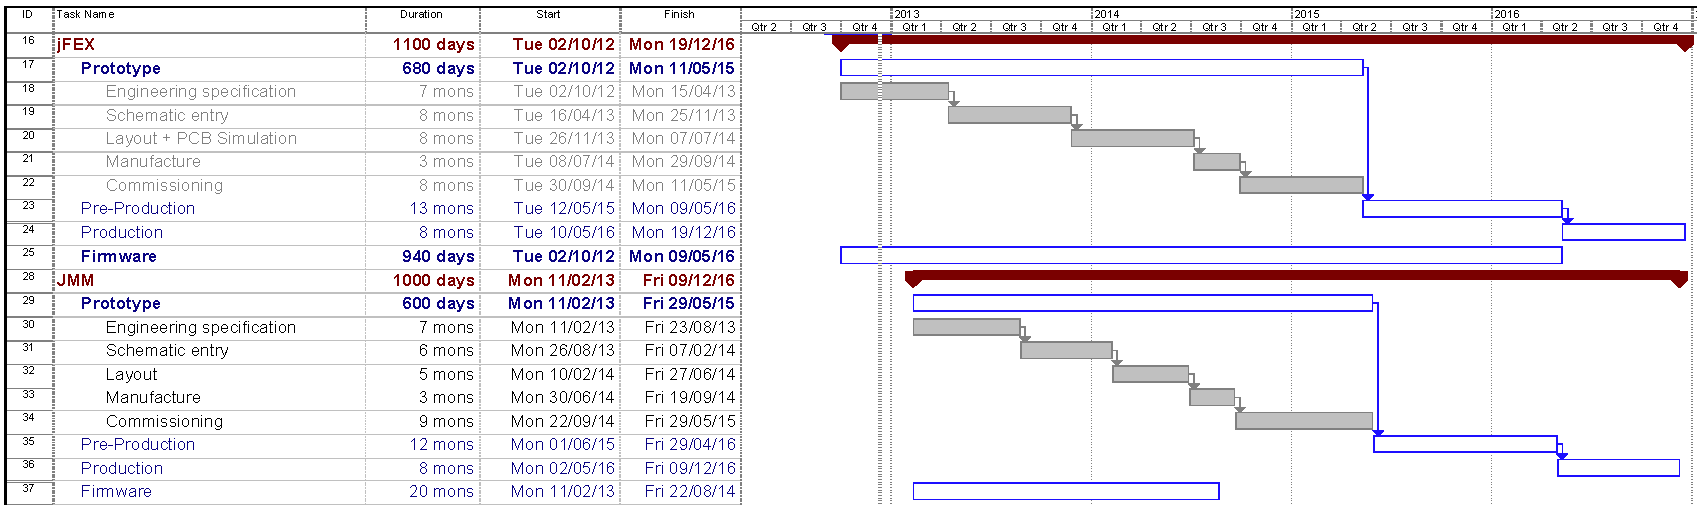 ID Task Name Duration Start Finish 2013 2014 2015 2016
Qtr 2 Qtr 3 Qtr 4 Qtr 1 Qtr 2 Qtr 3 Qtr 4 Qtr 1 Qtr 2 Qtr 3 Qtr 4 Qtr 1 Qtr 2 Qtr 3 Qtr 4 Qtr 1 Qtr 2 Qtr 3 Qtr 4
16 jFEX 1100 days Tue 02/10/12 Mon 19/12/16
17 Prototype 680 days Tue 02/10/12 Mon 11/05/15
18 Engineering specification 7 mons Tue 02/10/12 Mon 15/04/13
19 Schematic entry 8 mons Tue 16/04/13 Mon 25/11/13
20 Layout + PCB Simulation 8 mons Tue 26/11/13 Mon 07/07/14
21 Manufacture 3 mons Tue 08/07/14 Mon 29/09/14
22 Commissioning 8 mons Tue 30/09/14 Mon 11/05/15
23 Pre-Production 13 mons Tue 12/05/15 Mon 09/05/16
24 Production 8 mons Tue 10/05/16 Mon 19/12/16
25 Firmware 940 days Tue 02/10/12 Mon 09/05/16
28 JMM 1000 days Mon 11/02/13 Fri 09/12/16
29 Prototype 600 days Mon 11/02/13 Fri 29/05/15
30 Engineering specification 7 mons Mon 11/02/13 Fri 23/08/13
31 Schematic entry 6 mons Mon 26/08/13 Fri 07/02/14
32 Layout 5 mons Mon 10/02/14 Fri 27/06/14
33 Manufacture 3 mons Mon 30/06/14 Fri 19/09/14
34 Commissioning 9 mons Mon 22/09/14 Fri 29/05/15
35 Pre-Production 12 mons Mon 01/06/15 Fri 29/04/16
36 Production 8 mons Mon 02/05/16 Fri 09/12/16
37 Firmware 20 mons Mon 11/02/13 Fri 22/08/14